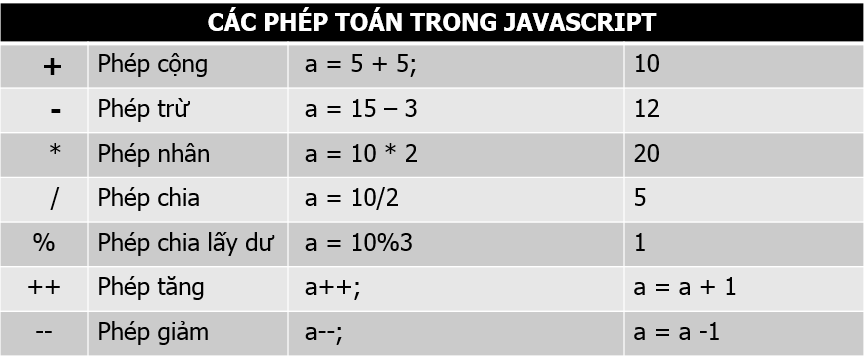 CÁC PHÉP TOÁN TRONG JAVASCRIPT
+ Phép cộng a = 5 + 5; 10
- Phép trừ a = 15 – 3 12
* Phép nhân a = 10 * 2 20
/ Phép chia a = 10/2 5
% Phép chia lấy dư a = 10%3 1
++ Phép tăng a++; a = a + 1
-- Phép giảm a--; a = a -1